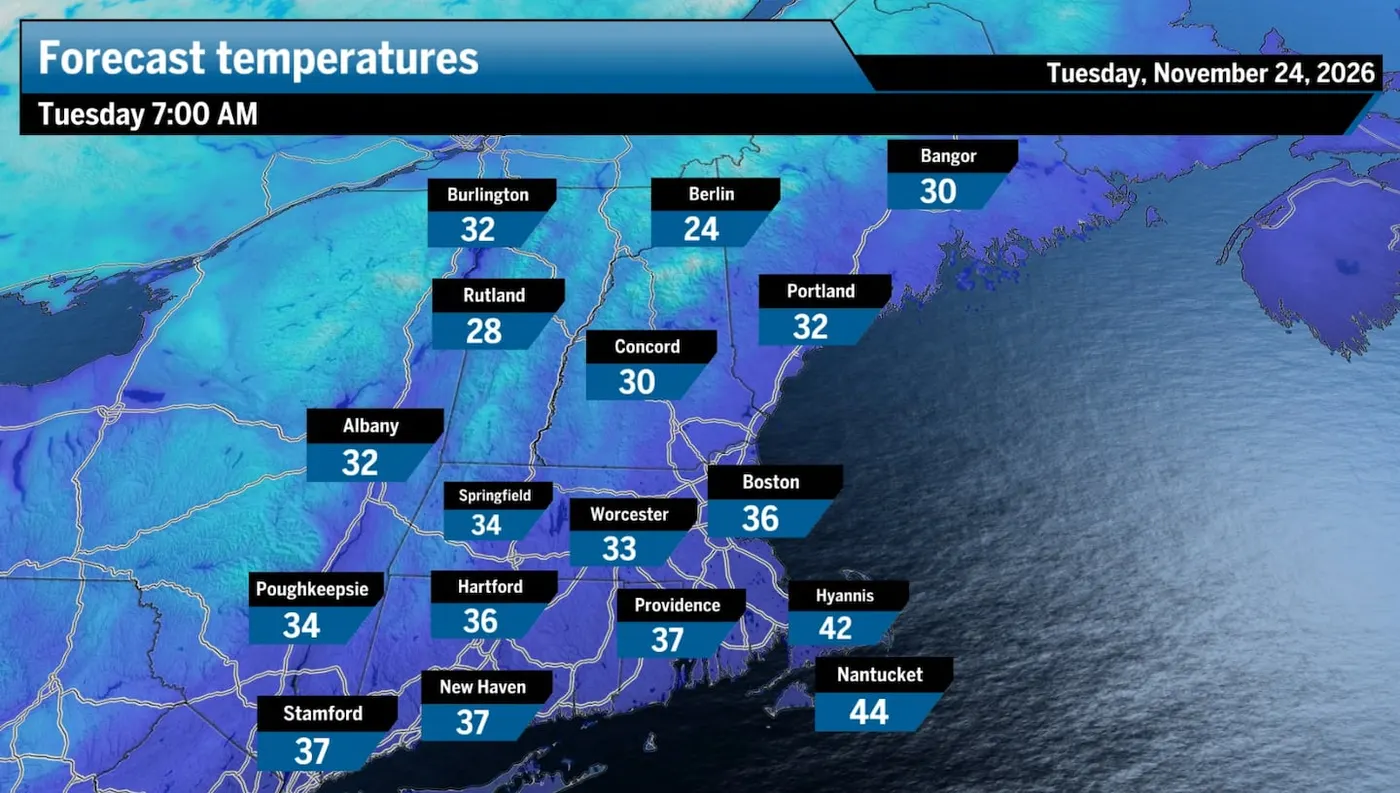 Forecast temperatures
Tuesday, November 24, 2026
Tuesday 7:00 AM
Bangor
30
Burlington
32
Berlin
24
Rutland
28
Portland
32
Concord
30
Albany
32
Springfield
34
Worcester
33
Boston
36
Poughkeepsie
34
Hartford
36
Providence
37
Hyannis
42
Stamford
37
New Haven
37
Nantucket
44